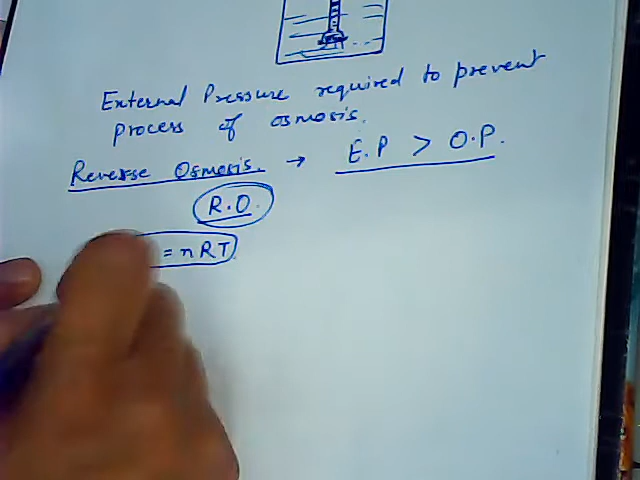 External Pressure required to prevent
process of osmosis.
Reverse Osmosis. → E.P > O.P.
R.O.
= nRT